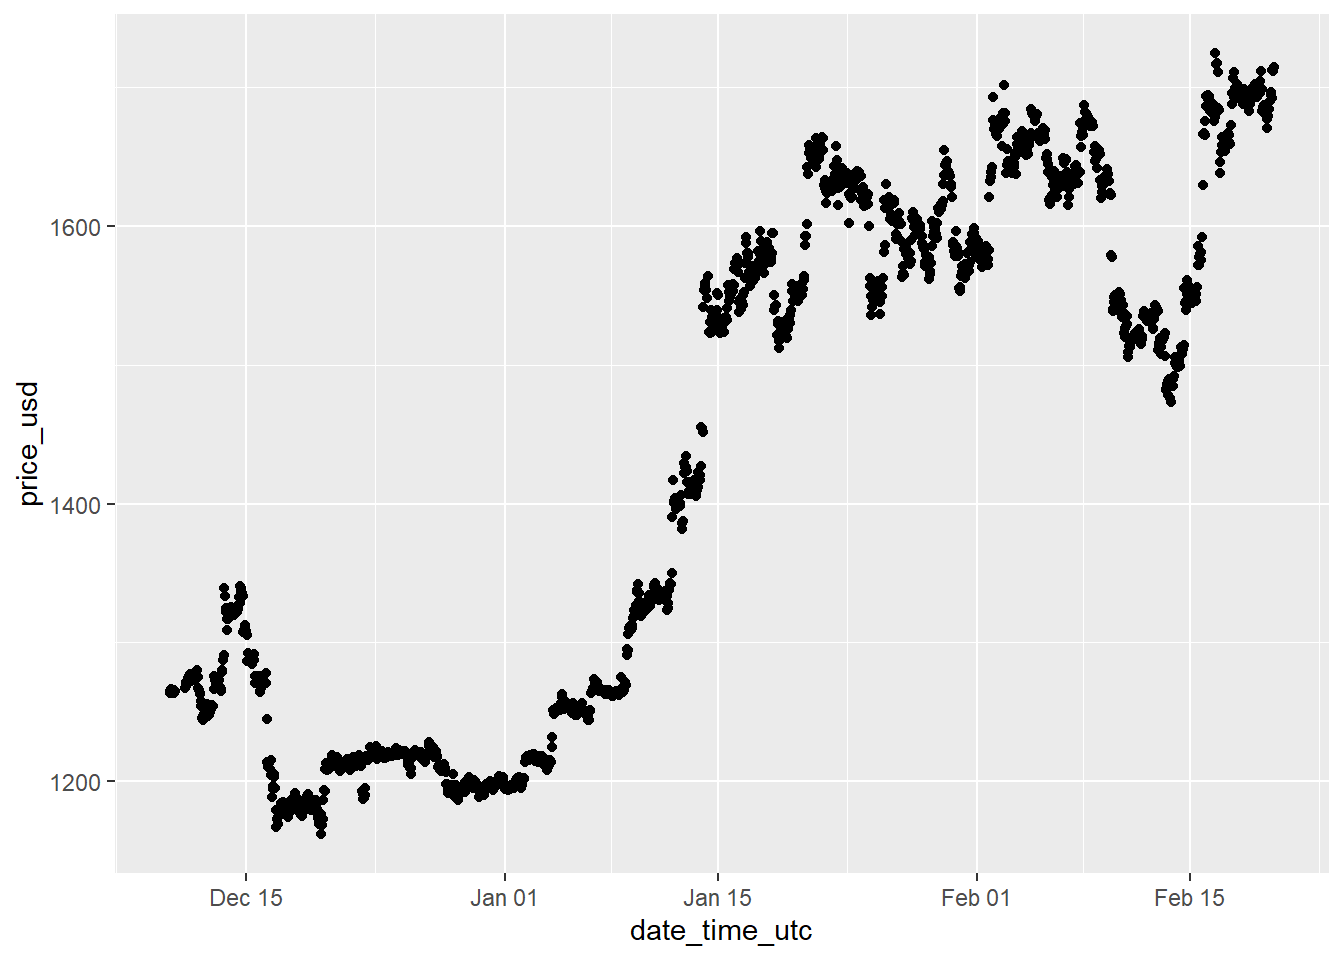 price_usd
1600
1400
1200
Dec 15
Jan 01
Jan 15
Feb 01
Feb 15
date_time_utc